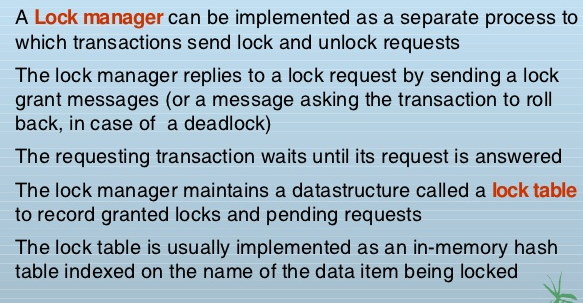 A Lock manager can be implemented as a separate process to
which transactions send lock and unlock requests
The lock manager replies to a lock request by sending a lock
grant messages (or a message asking the transaction to roll
back, in case of a deadlock)
The requesting transaction waits until its request is answered
The lock manager maintains a datastructure called a lock table
to record granted locks and pending requests
The lock table is usually implemented as an in-memory hash
table indexed on the name of the data item being locked